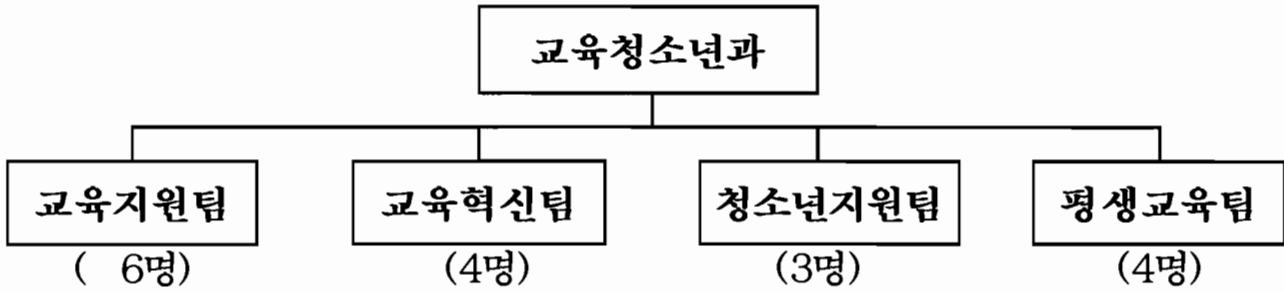 교육청소년과
교육지원팀 교육혁신팀 청소년지원팀 평생교육팀
( 6명) (4명) (3명) (4명)